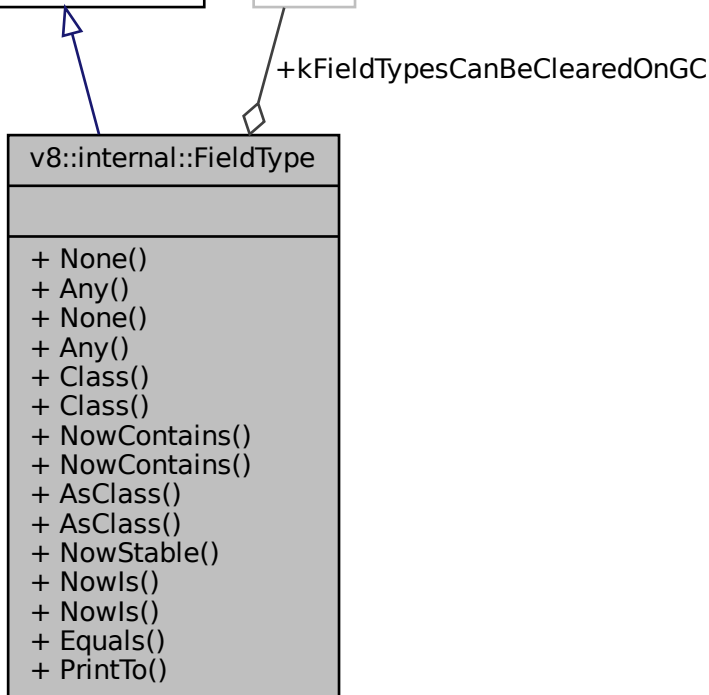 +kFieldTypesCanBeClearedOnGC
v8::internal::FieldType
+ None()
+ Any()
+ None()
+ Any()
+ Class()
+ Class()
+ NowContains()
+ NowContains()
+ AsClass()
+ AsClass()
+ NowStable()
+ NowIs()
+ NowIs()
+ Equals()
+ PrintTo()